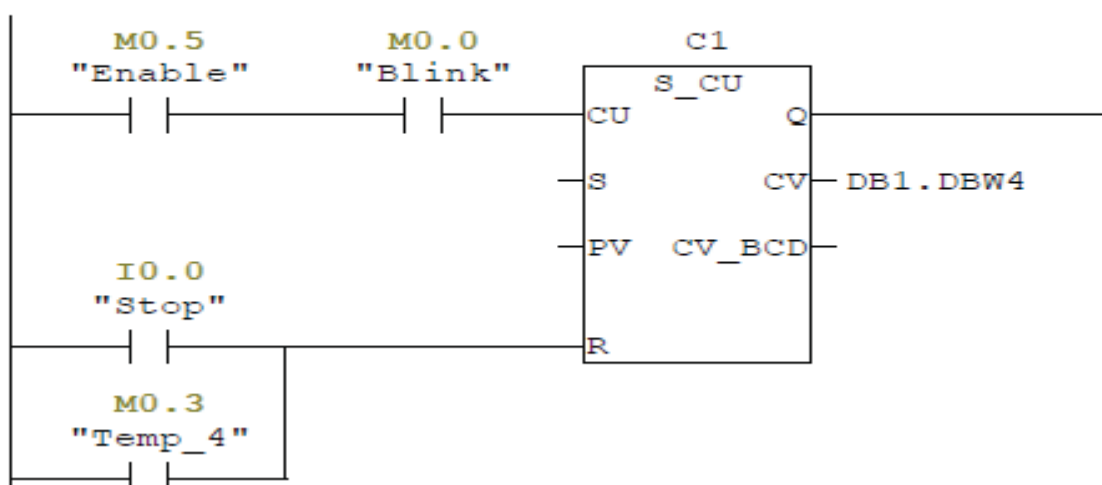 M0.5 M0.0 C1
"Enable" "Blink" S_CU
CU Q
S CV DB1.DBW4
PV CV_BCD
I0.0
"Stop"
R
M0.3
"Temp_4"